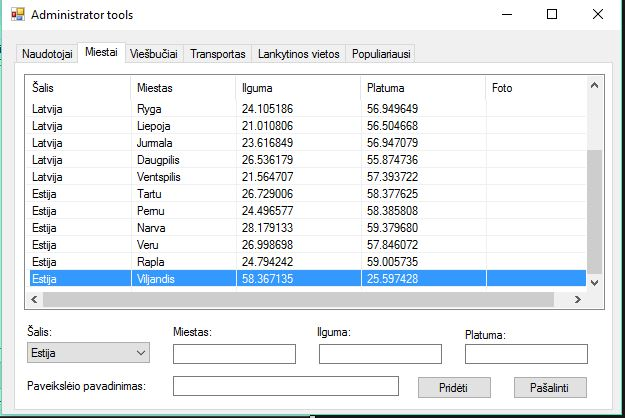 Administrator tools
Naudotojai Miestai Viešbučiai Transportas Lankytinos vietos Populiariausi
Šalis Miestas Ilguma Platuma Foto
Latvija Ryga 24.105186 56.949649
Latvija Liepoja 21.010806 56.504668
Latvija Jurmala 23.616849 56.947079
Latvija Daugpilis 26.536179 55.874736
Latvija Ventspilis 21.564707 57.393722
Estija Tartu 26.729006 58.377625
Estija Pernu 24.496577 58.385808
Estija Narva 28.179133 59.379680
Estija Veru 26.998698 57.846072
Estija Rapla 24.794242 59.005735
Estija Viljandis 58.367135 25.597428
Šalis: Miestas: Ilguma: Platuma:
Estija
Paveikslėio pavadinimas: Pridėti Pašalinti